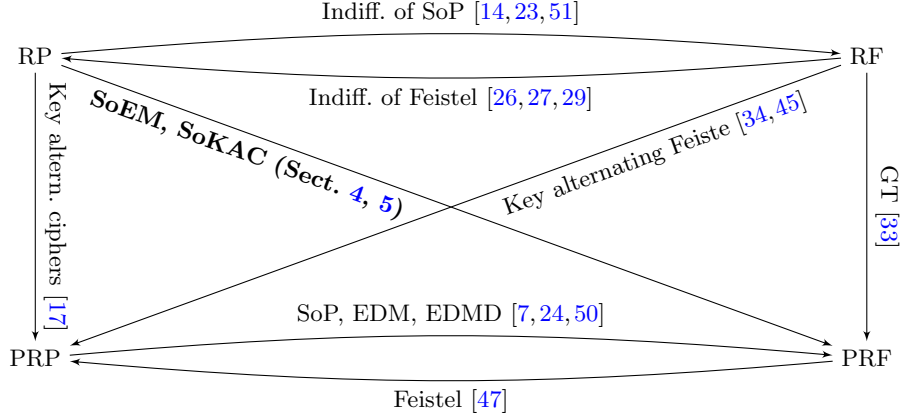 Indiff. of SoP [14, 23, 51]
RP
RF
Indiff. of Feistel [26, 27, 29]
Key altern. ciphers [17]
SoEM, SoKAC (Sect. 4, 5)
Key alternating Feiste [34, 45]
GT [33]
SoP, EDM, EDMD [7, 24, 50]
PRP
PRF
Feistel [47]